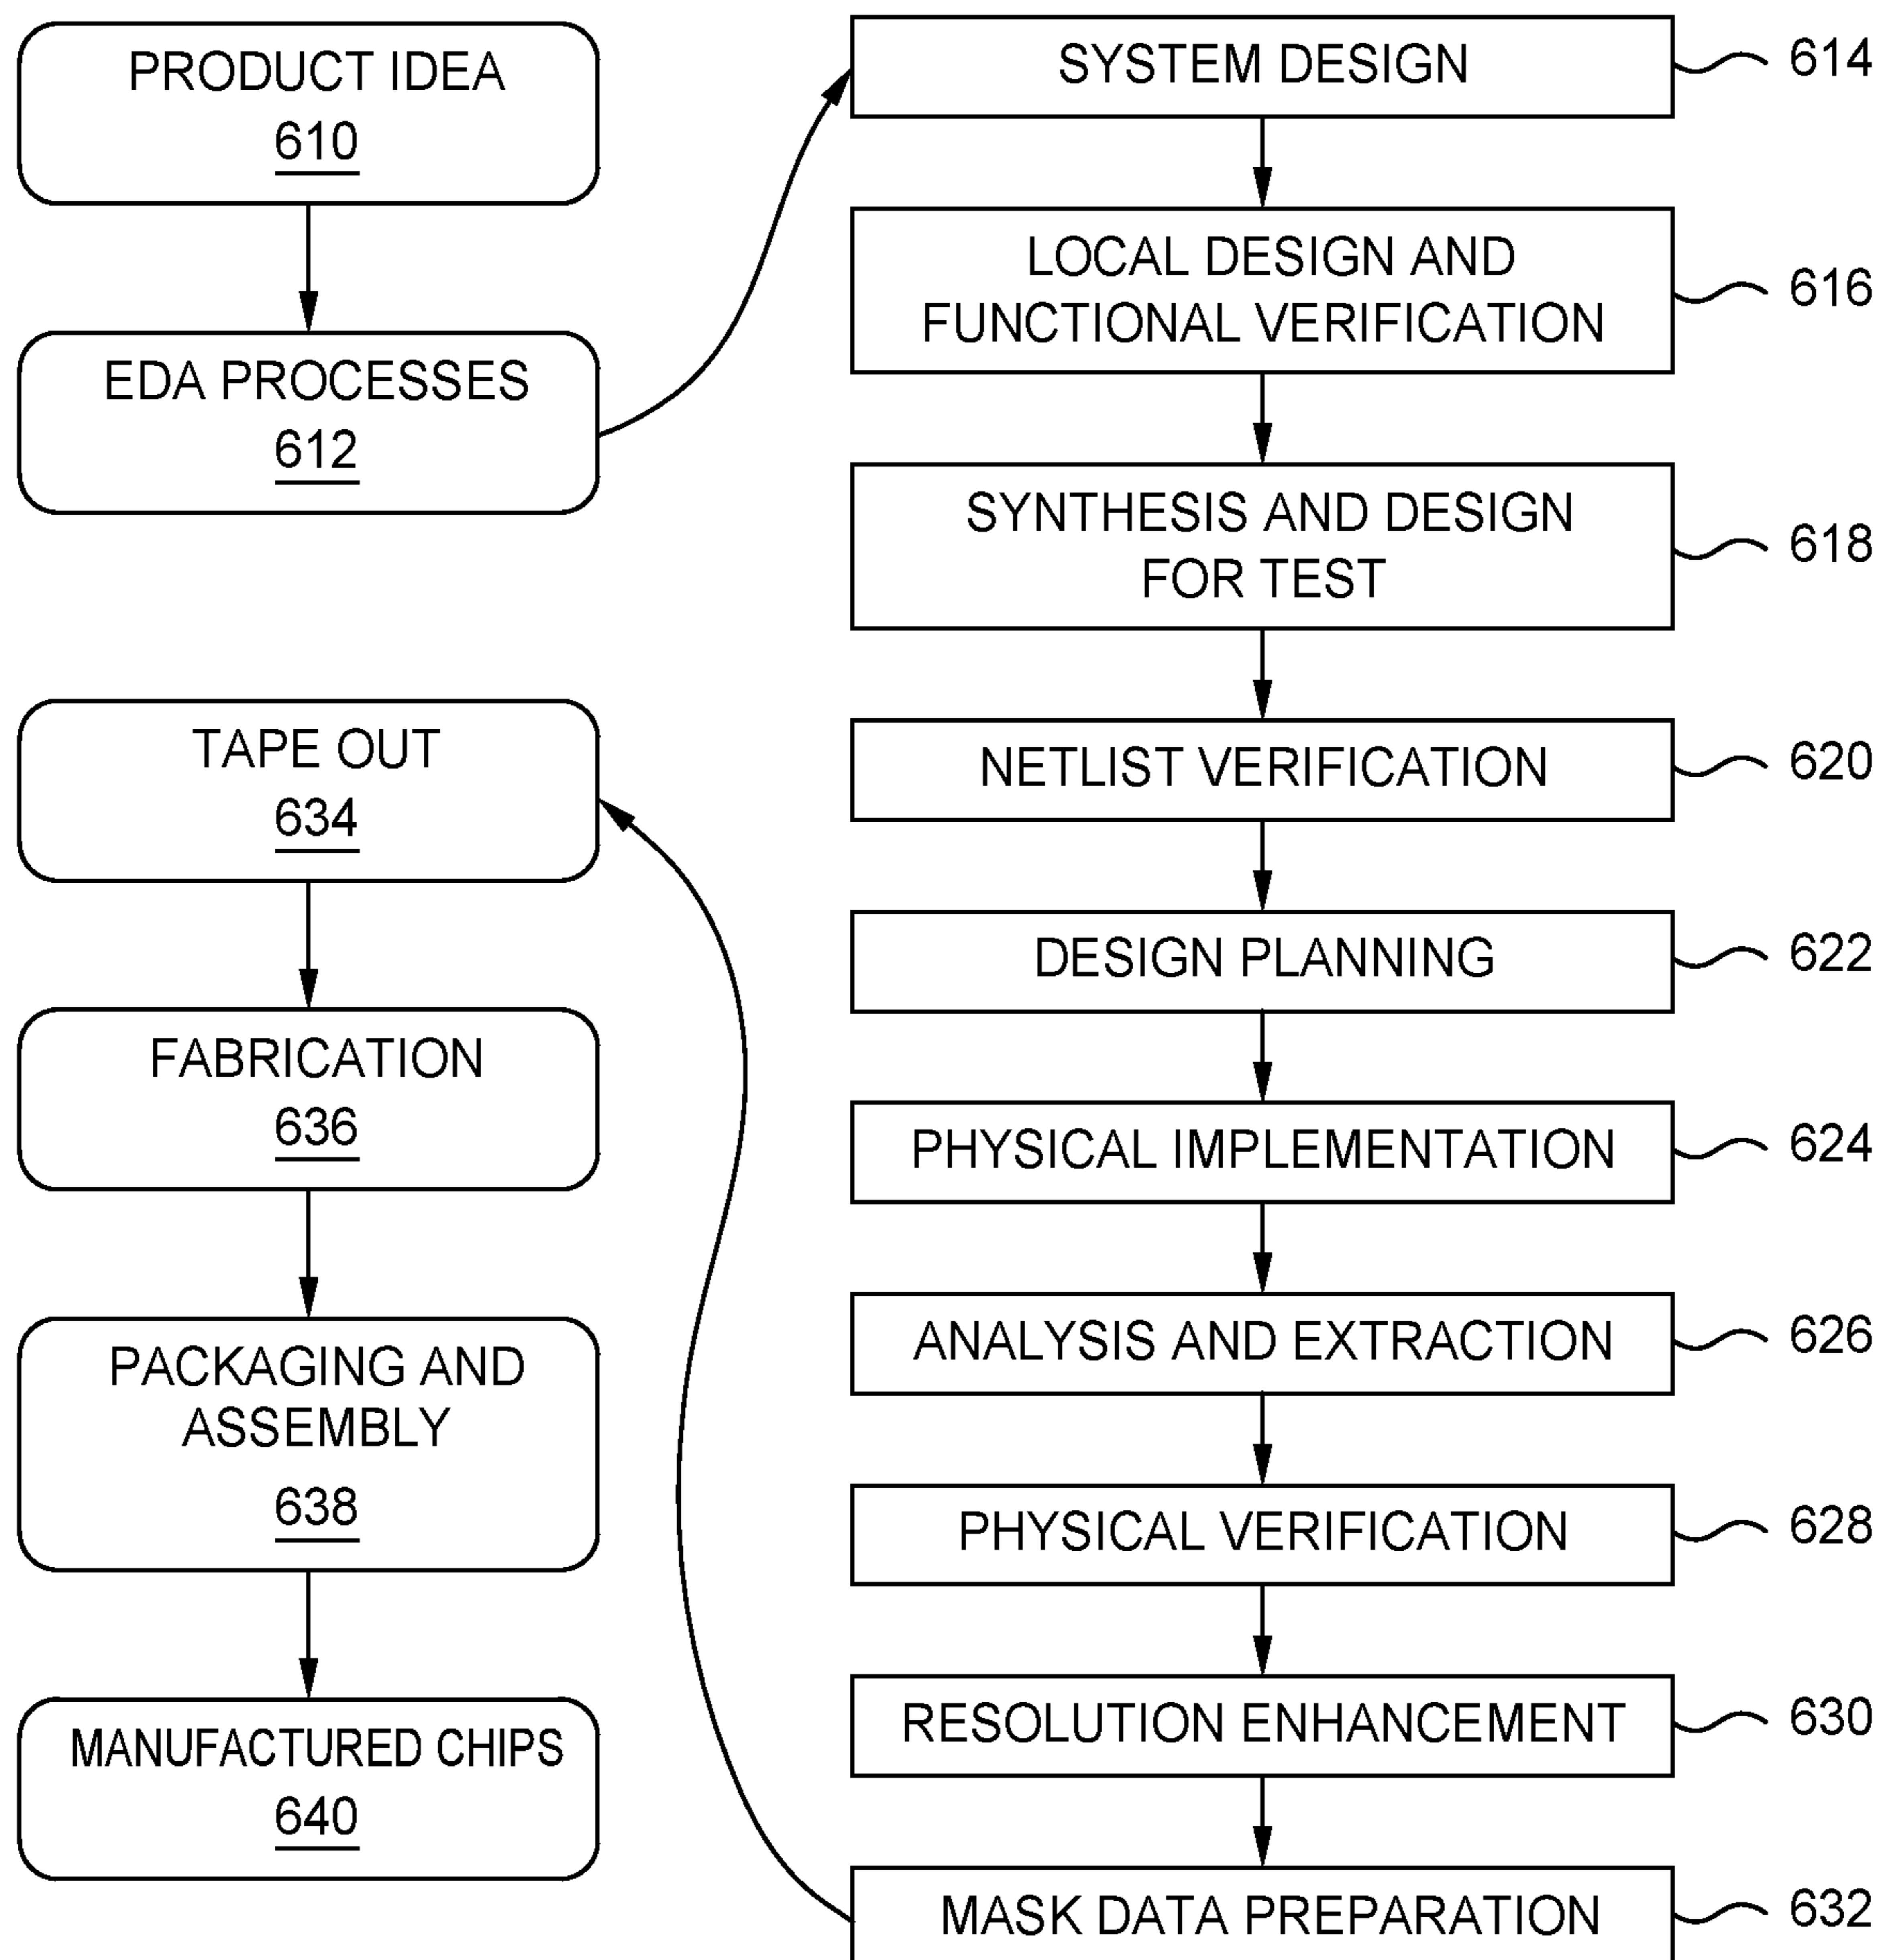 PRODUCT IDEA
610
EDA PROCESSES
612
SYSTEM DESIGN
614
LOCAL DESIGN AND
FUNCTIONAL VERIFICATION
616
SYNTHESIS AND DESIGN
FOR TEST
618
NETLIST VERIFICATION
620
DESIGN PLANNING
622
PHYSICAL IMPLEMENTATION
624
ANALYSIS AND EXTRACTION
626
PHYSICAL VERIFICATION
628
RESOLUTION ENHANCEMENT
630
MASK DATA PREPARATION
632
TAPE OUT
634
FABRICATION
636
PACKAGING AND
ASSEMBLY
638
MANUFACTURED CHIPS
640